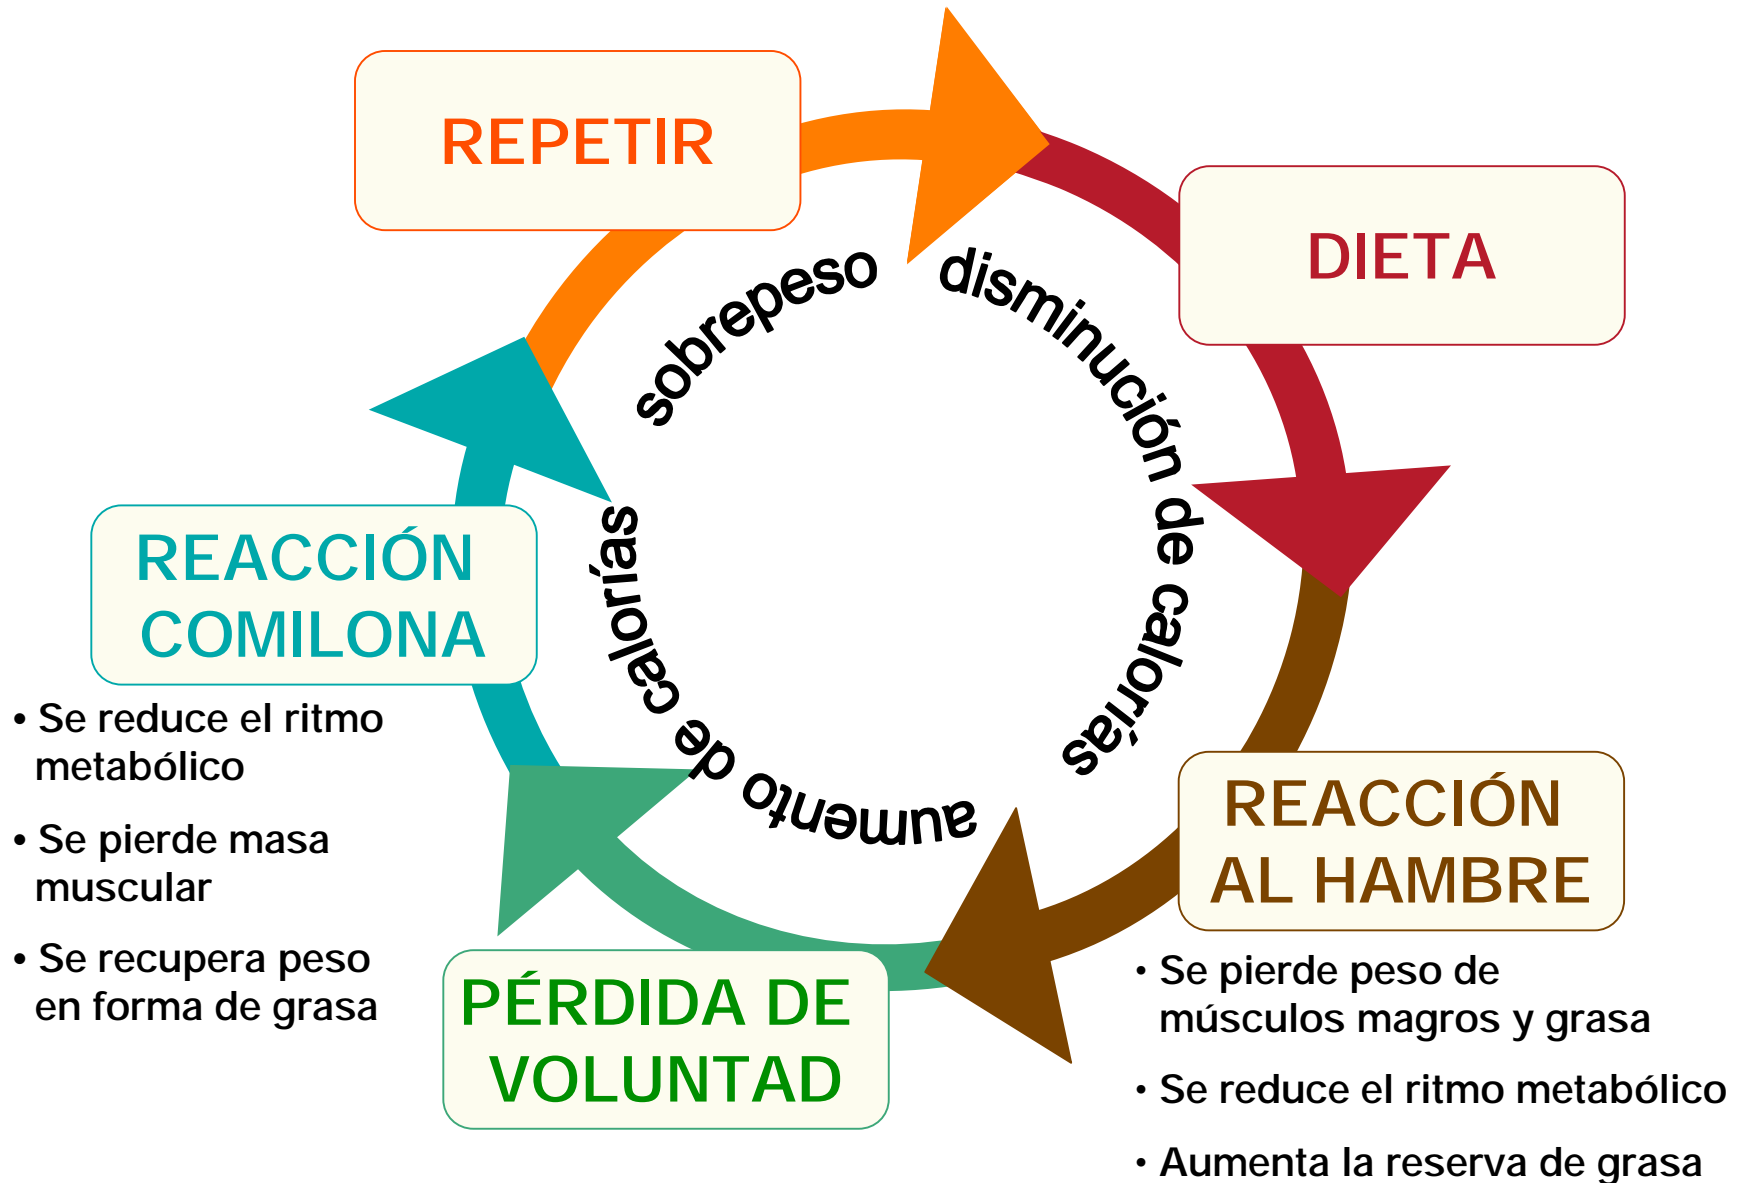 REPETIR
DIETA
sobrepeso
disminución de calorías
aumento de calorías
REACCIÓN
COMILONA
• Se reduce el ritmo
metabólico
• Se pierde masa
muscular
• Se recupera peso
en forma de grasa
PÉRDIDA DE
VOLUNTAD
REACCIÓN
AL HAMBRE
• Se pierde peso de
músculos magros y grasa
• Se reduce el ritmo metabólico
• Aumenta la reserva de grasa